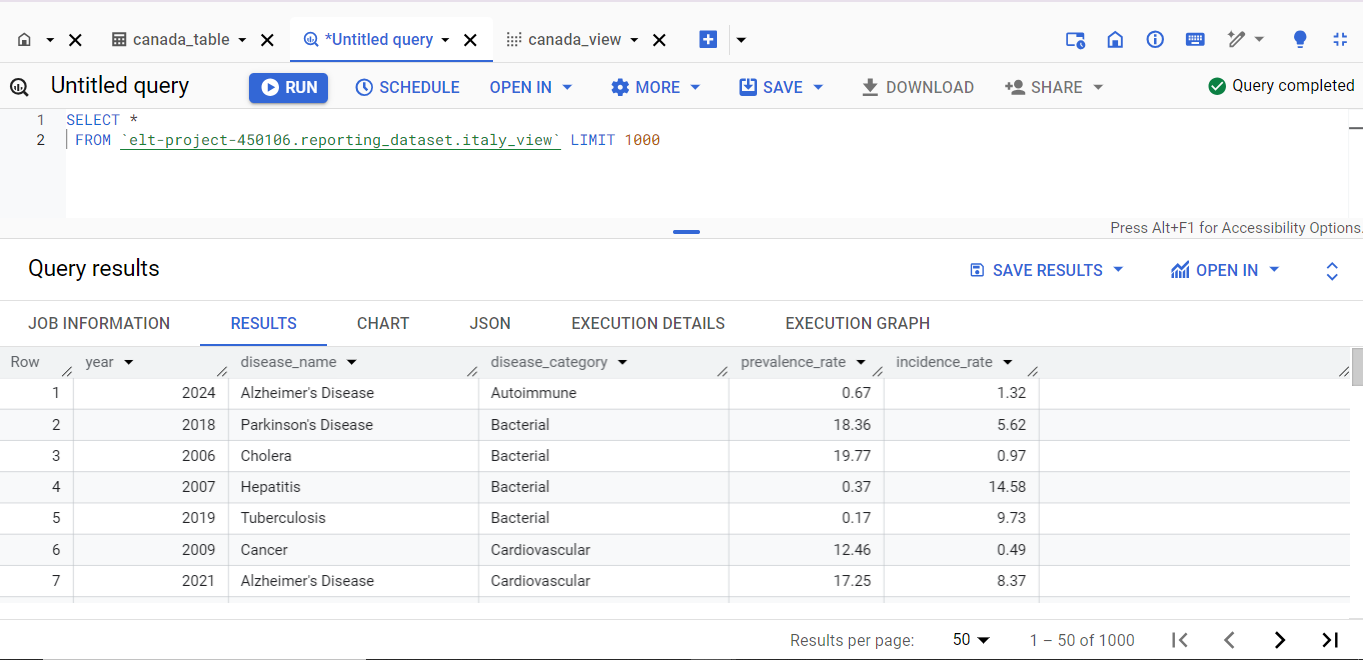 canada_table *Untitled query canada_view
Untitled query RUN SCHEDULE OPEN IN MORE SAVE DOWNLOAD SHARE Query completed
1 SELECT *
2 FROM `elt-project-450106.reporting_dataset.italy_view` LIMIT 1000
Press Alt+F1 for Accessibility Options.
Query results SAVE RESULTS OPEN IN
JOB INFORMATION RESULTS CHART JSON EXECUTION DETAILS EXECUTION GRAPH
Row year disease_name disease_category prevalence_rate incidence_rate
1 2024 Alzheimer's Disease Autoimmune 0.67 1.32
2 2018 Parkinson's Disease Bacterial 18.36 5.62
3 2006 Cholera Bacterial 19.77 0.97
4 2007 Hepatitis Bacterial 0.37 14.58
5 2019 Tuberculosis Bacterial 0.17 9.73
6 2009 Cancer Cardiovascular 12.46 0.49
7 2021 Alzheimer's Disease Cardiovascular 17.25 8.37
Results per page: 50 1 – 50 of 1000